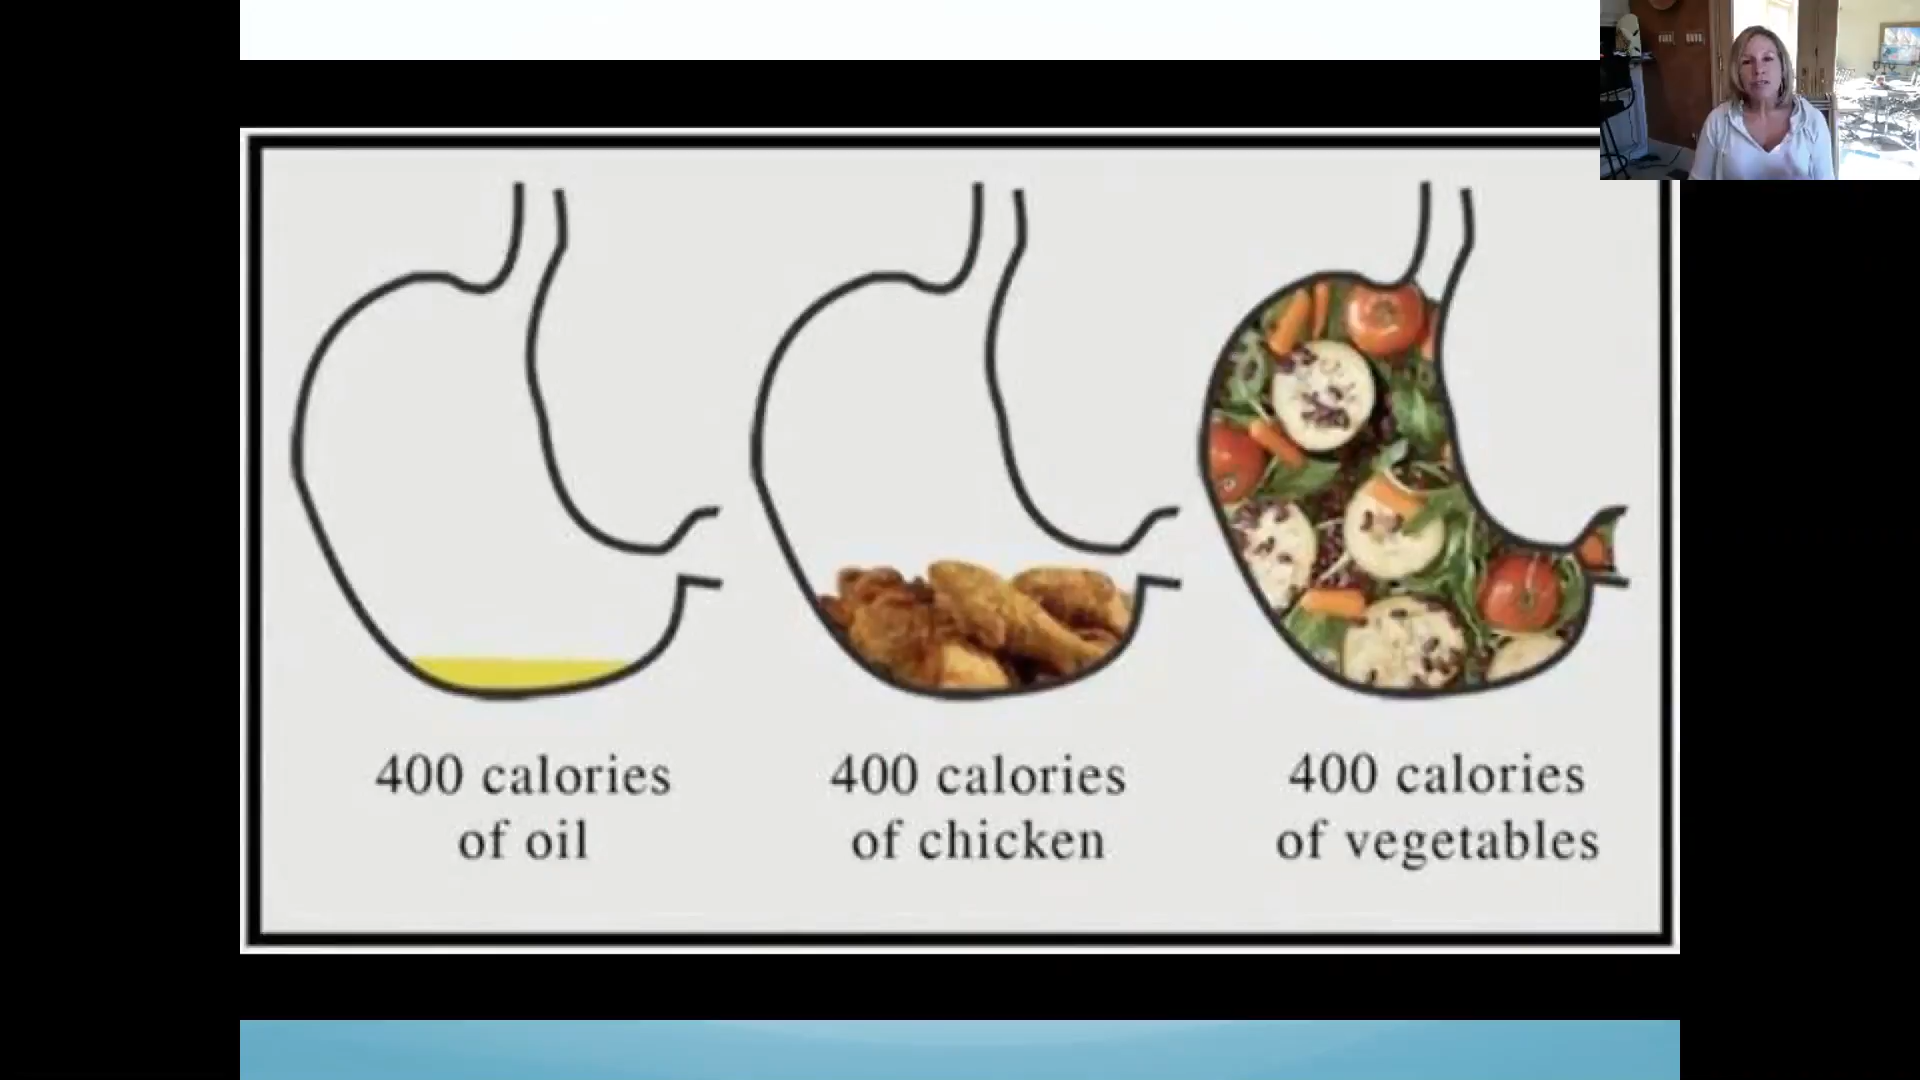 400 calories
of oil
400 calories
of chicken
400 calories
of vegetables